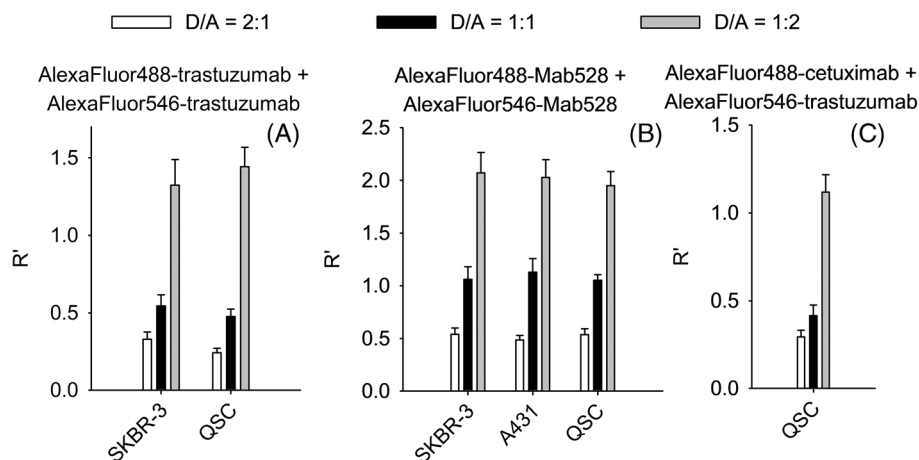 D/A = 2:1
D/A = 1:1
D/A = 1:2
AlexaFluor488-trastuzumab +
AlexaFluor546-trastuzumab
(A)
1.5
1.0
0.5
0.0
R'
SKBR-3
QSC
AlexaFluor488-Mab528 +
AlexaFluor546-Mab528
(B)
2.5
2.0
1.5
1.0
0.5
0.0
R'
SKBR-3
A431
QSC
AlexaFluor488-cetuximab +
AlexaFluor546-trastuzumab
(C)
1.5
1.0
0.5
0.0
R'
QSC